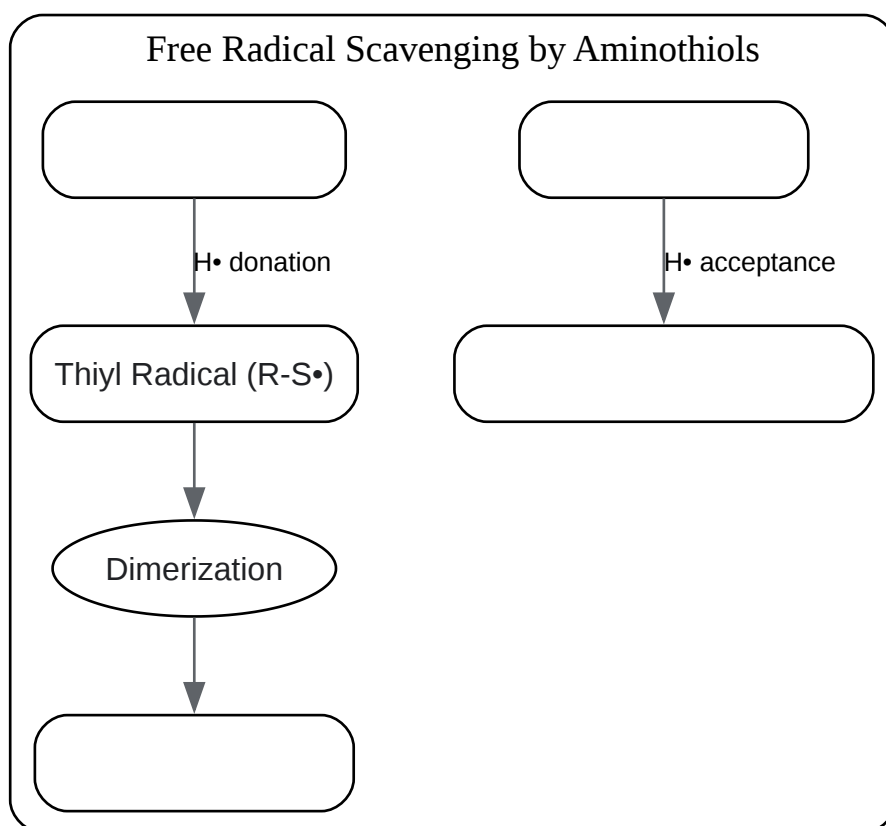 Free Radical Scavenging by Aminothiols
H• donation
H• acceptance
Thiyl Radical (R-S•)
Dimerization